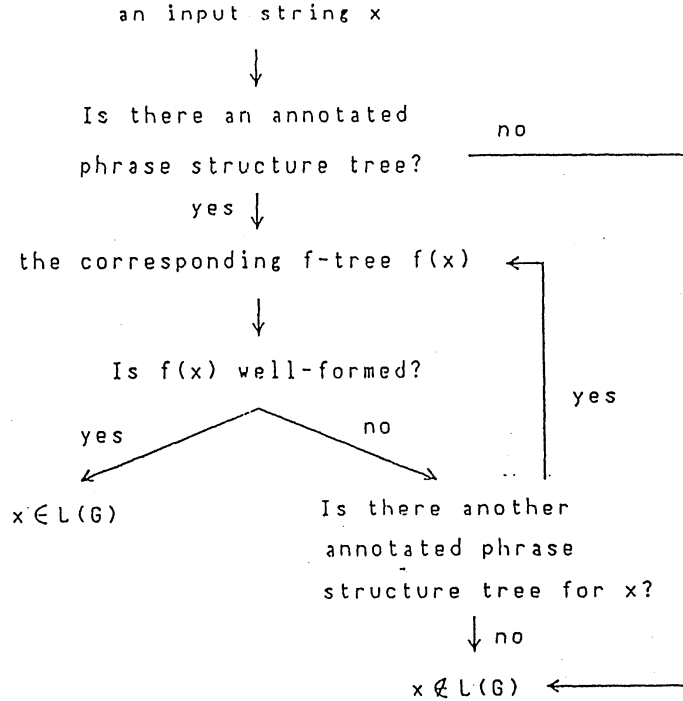 an input string x
Is there an annotated
no
phrase structure tree?
yes
the corresponding f-tree f(x)
Is f(x) well-formed?
yes
yes
no
x ∈ L(G)
Is there another
annotated phrase
structure tree for x?
no
x ∉ L(G)